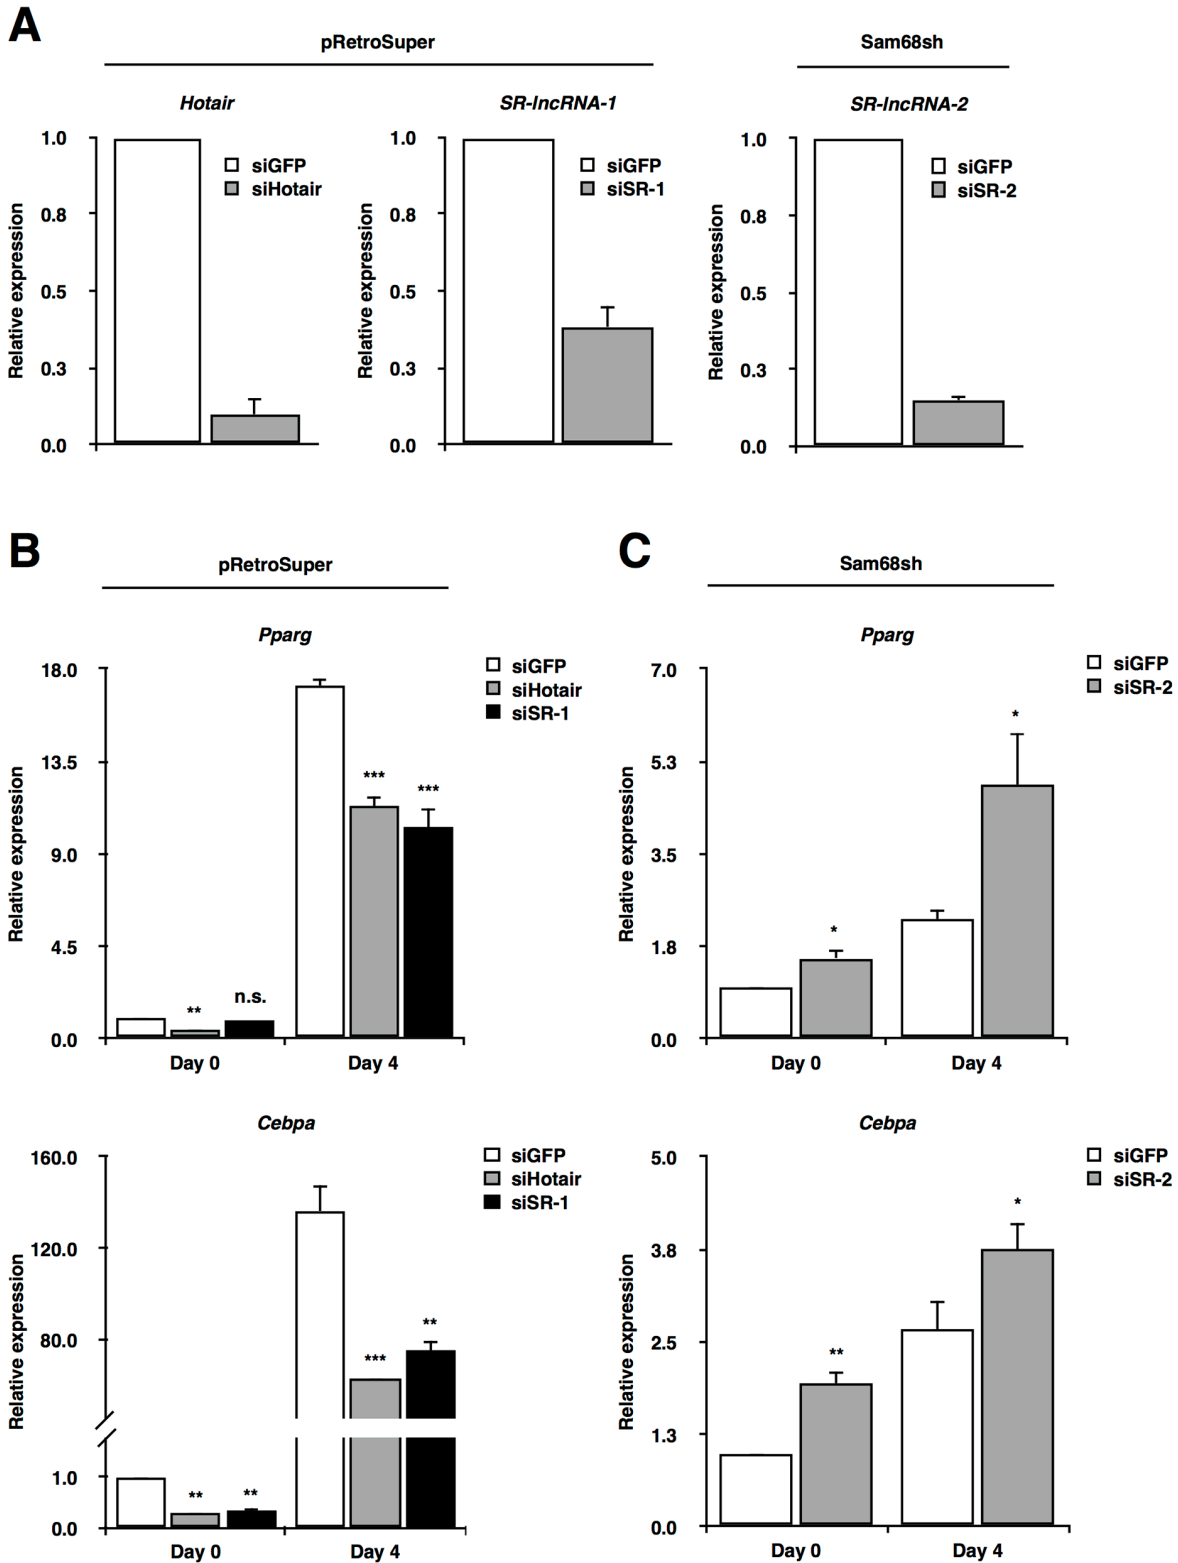 A
pRetroSuper
Sam68sh
Hotair
SR-lncRNA-1
SR-lncRNA-2
Relative expression
1.0
0.8
0.5
0.3
0.0
siGFP
siHotair
Relative expression
1.0
0.8
0.5
0.3
0.0
siGFP
siSR-1
Relative expression
1.0
0.8
0.5
0.3
0.0
siGFP
siSR-2
B
pRetroSuper
Pparg
Relative expression
18.0
13.5
9.0
4.5
0.0
siGFP
siHotair
siSR-1
**
n.s.
***
***
Day 0
Day 4
Cebpa
Relative expression
160.0
120.0
80.0
1.0
0.0
siGFP
siHotair
siSR-1
**
**
***
**
Day 0
Day 4
C
Sam68sh
Pparg
Relative expression
7.0
5.3
3.5
1.8
0.0
siGFP
siSR-2
*
*
Day 0
Day 4
Cebpa
Relative expression
5.0
3.8
2.5
1.3
0.0
siGFP
siSR-2
**
*
Day 0
Day 4